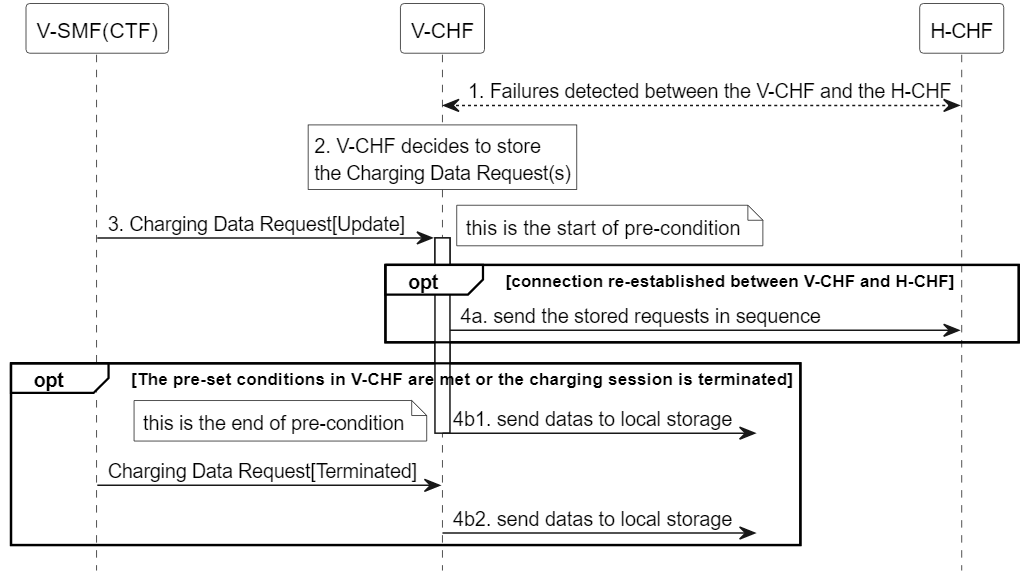 V-SMF(CTF)
V-CHF
H-CHF
1. Failures detected between the V-CHF and the H-CHF
2. V-CHF decides to store
the Charging Data Request(s)
3. Charging Data Request[Update]
this is the start of pre-condition
opt
[connection re-established between V-CHF and H-CHF]
4a. send the stored requests in sequence
opt
[The pre-set conditions in V-CHF are met or the charging session is terminated]
this is the end of pre-condition
4b1. send datas to local storage
Charging Data Request[Terminated]
4b2. send datas to local storage